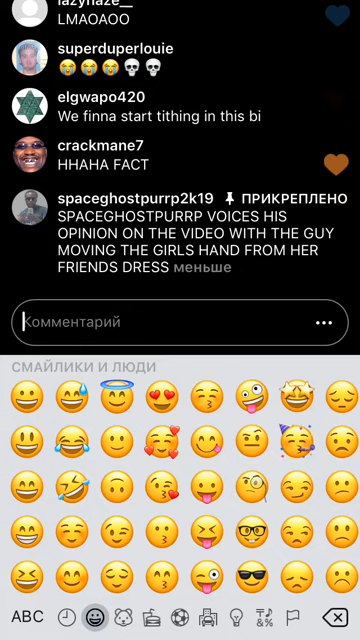 lazyhaze__
LMAOAOO
superduperlouie
😭😭😭💀💀
elgwapo420
We finna start tithing in this bi
crackmane7
HHAHA FACT
spaceghostpurrp2k19 ПРИКРЕПЛЕНО
SPACEGHOSTPURRP VOICES HIS
OPINION ON THE VIDEO WITH THE GUY
MOVING THE GIRLS HAND FROM HER
FRIENDS DRESS меньше
Комментарий
СМАЙЛИКИ И ЛЮДИ
ABC